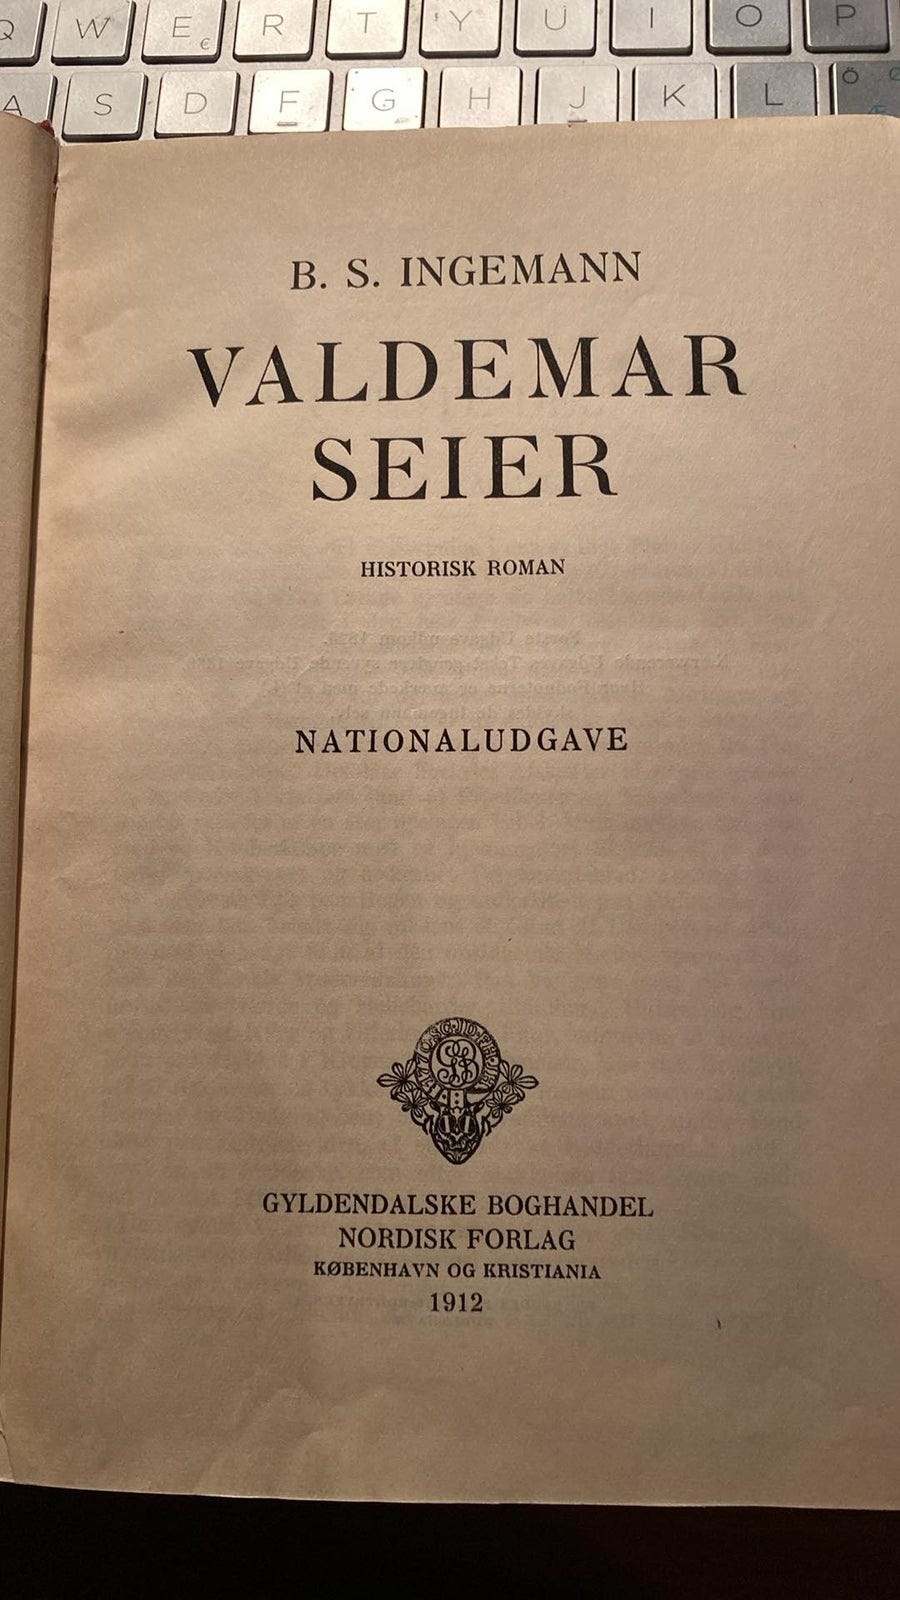 Q W E € R T Y U I O P
A S D F G H J K L Ö Ø Æ
B. S. INGEMANN
VALDEMAR
SEIER
HISTORISK ROMAN
NATIONALUDGAVE
GYLDENDALSKE BOGHANDEL
NORDISK FORLAG
KØBENHAVN OG KRISTIANIA
1912